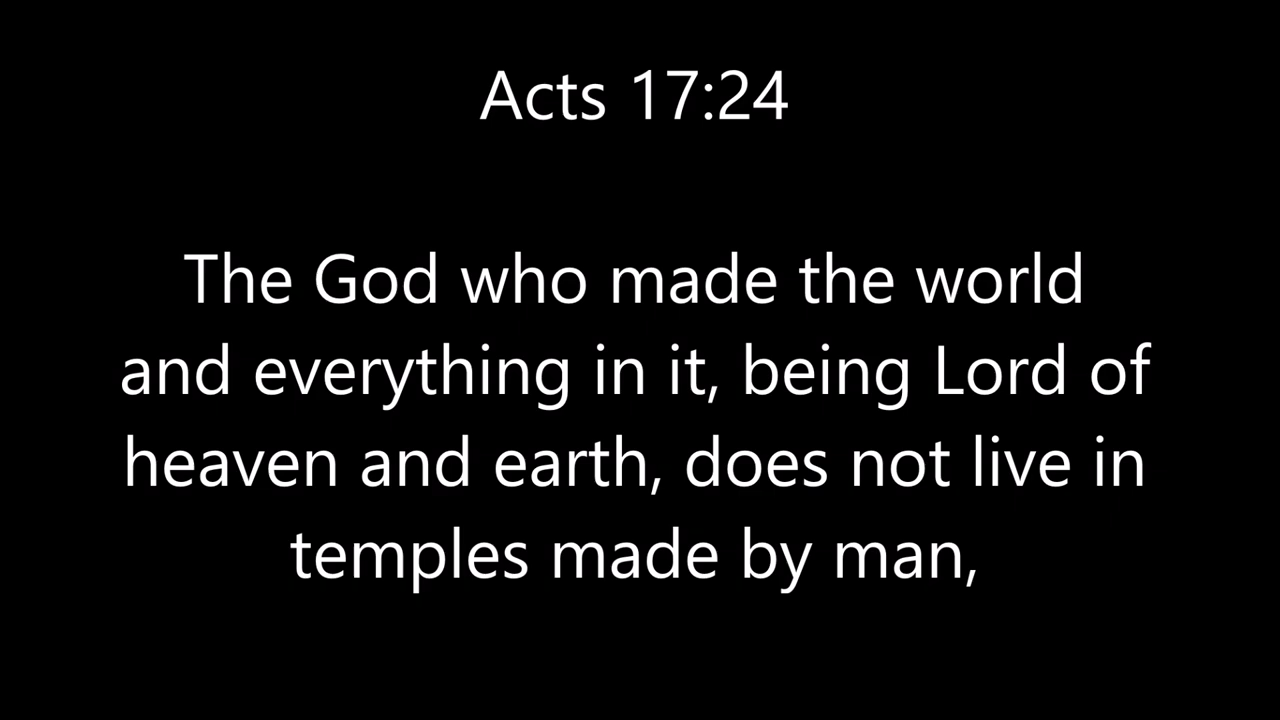 Acts 17:24
The God who made the world
and everything in it, being Lord of
heaven and earth, does not live in
temples made by man,